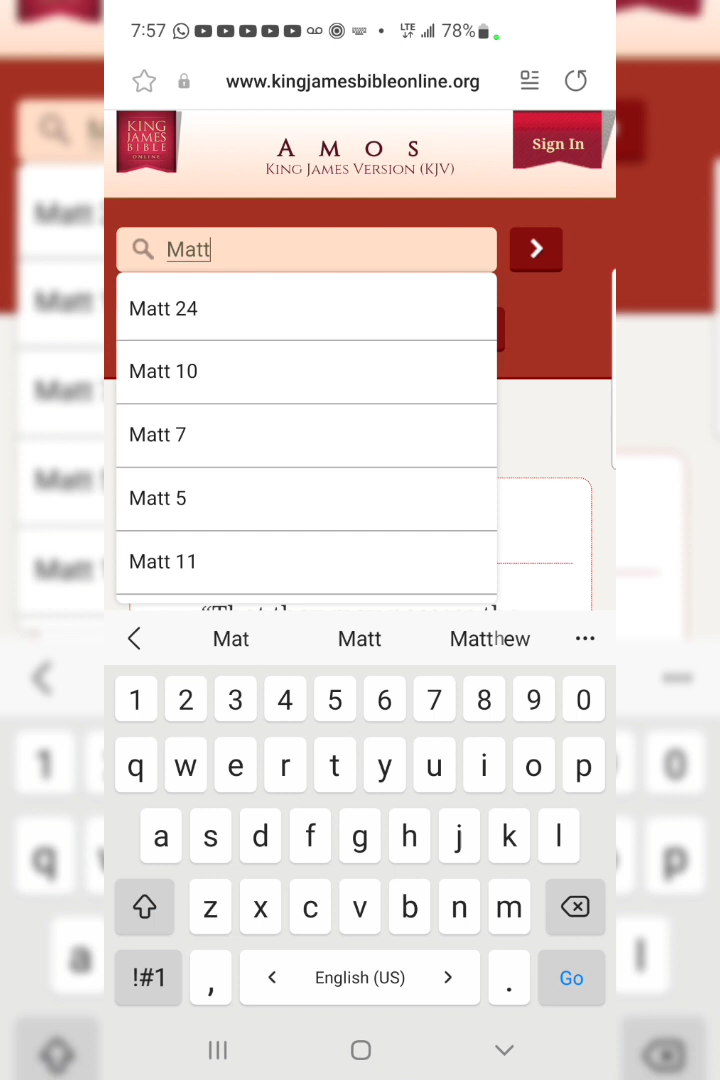 7:57 LTE 78%
www.kingjamesbibleonline.org
KING
JAMES
BIBLE
ONLINE
AMOS
KING JAMES VERSION (KJV)
Sign In
Matt
Matt 24
Matt 10
Matt 7
Matt 5
Matt 11
Mat Matt Matthew
1 2 3 4 5 6 7 8 9 0
q w e r t y u i o p
a s d f g h j k l
z x c v b n m
!#1 , English (US) . Go